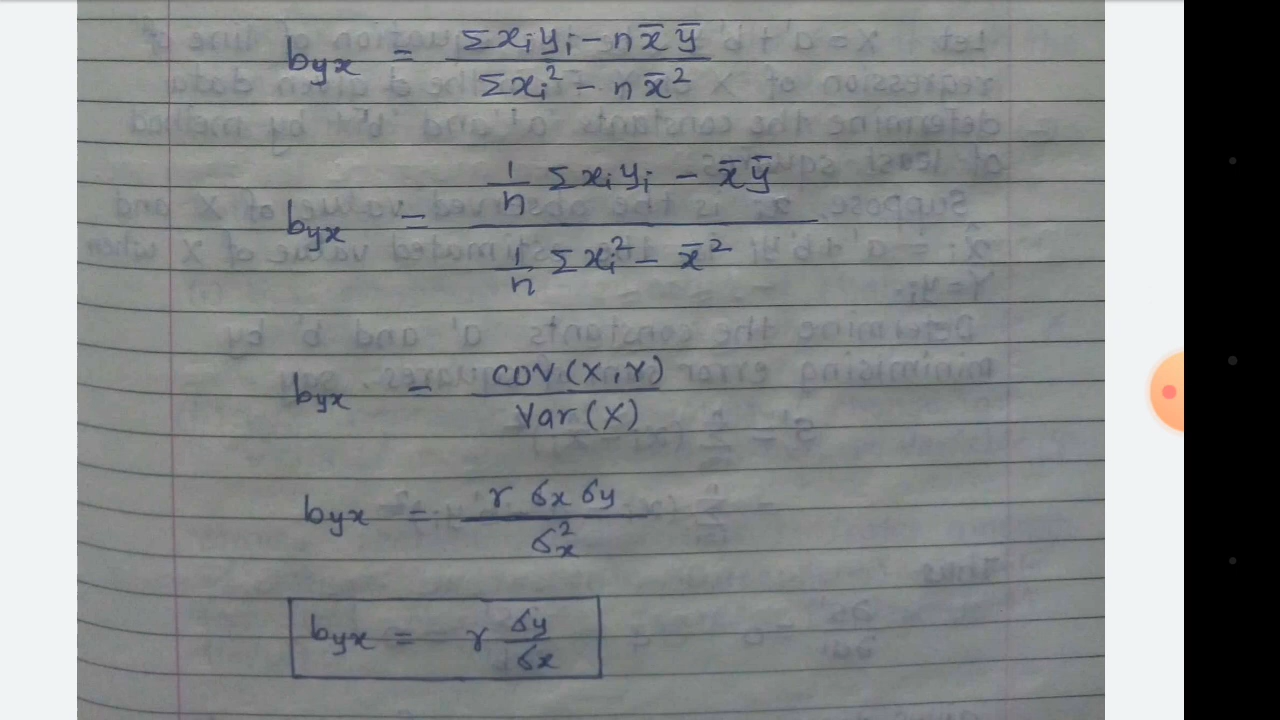 byx = Σxiyi - n x̄ ȳ / Σxi² - n x̄²
byx = 1/n Σxiyi - x̄ȳ / 1/n Σxi² - x̄²
byx = COV(X,Y) / Var(X)
byx = r σx σy / σx²
byx = r σy / σx